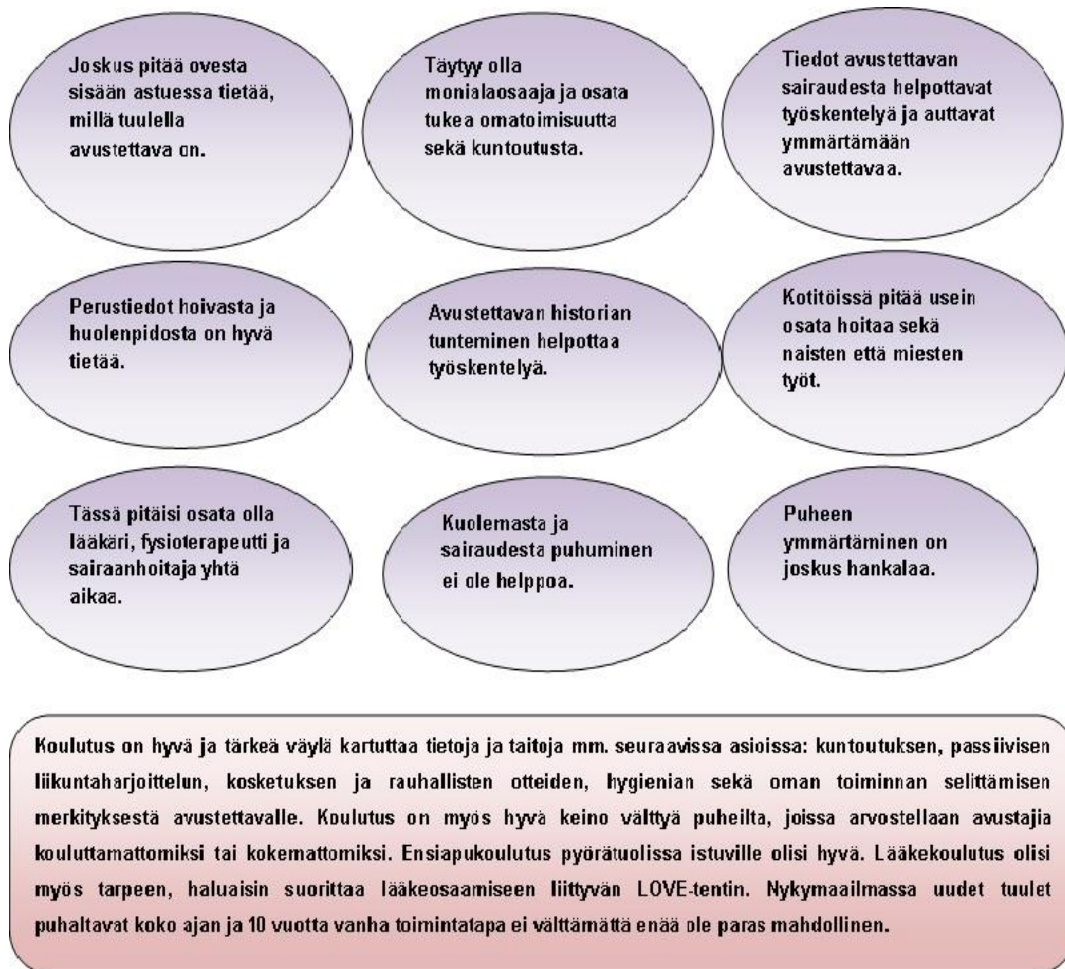 Joskus pitää ovesta
sisään astuessa tietää,
millä tuulella
avustettava on.
Täytyy olla
monialaosaaja ja osata
tukea omatoimisuutta
sekä kuntoutusta.
Tiedot avustettavan
sairaudesta helpottavat
työskentelyä ja auttavat
ymmärtämään
avustettavaa.
Perustiedot hoivasta ja
huolenpidosta on hyvä
tietää.
Avustettavan historian
tunteminen helpottaa
työskentelyä.
Kotitöissä pitää usein
osata hoitaa sekä
naisten että miesten
työt.
Tässä pitäisi osata olla
lääkäri, fysioterapeutti ja
sairaanhoitaja yhtä
aikaa.
Kuolemasta ja
sairaudesta puhuminen
ei ole helppoa.
Puheen
ymmärtäminen on
joskus hankalaa.
Koulutus on hyvä ja tärkeä väylä kartuttaa tietoja ja taitoja mm. seuraavissa asioissa: kuntoutuksen, passiivisen
liikuntaharjoittelun, kosketuksen ja rauhallisten otteiden, hygienian sekä oman toiminnan selittämisen
merkityksestä avustettavalle. Koulutus on myös hyvä keino välttyä puheilta, joissa arvostellaan avustajia
kouluttamattomiksi tai kokemattomiksi. Ensiapukoulutus pyörätuolissa istuville olisi hyvä. Lääkekoulutus olisi
myös tarpeen, haluaisin suorittaa lääkeosaamiseen liittyvän LOVE-tentin. Nykymaailmassa uudet tuulet
puhaltavat koko ajan ja 10 vuotta vanha toimintatapa ei välttämättä enää ole paras mahdollinen.